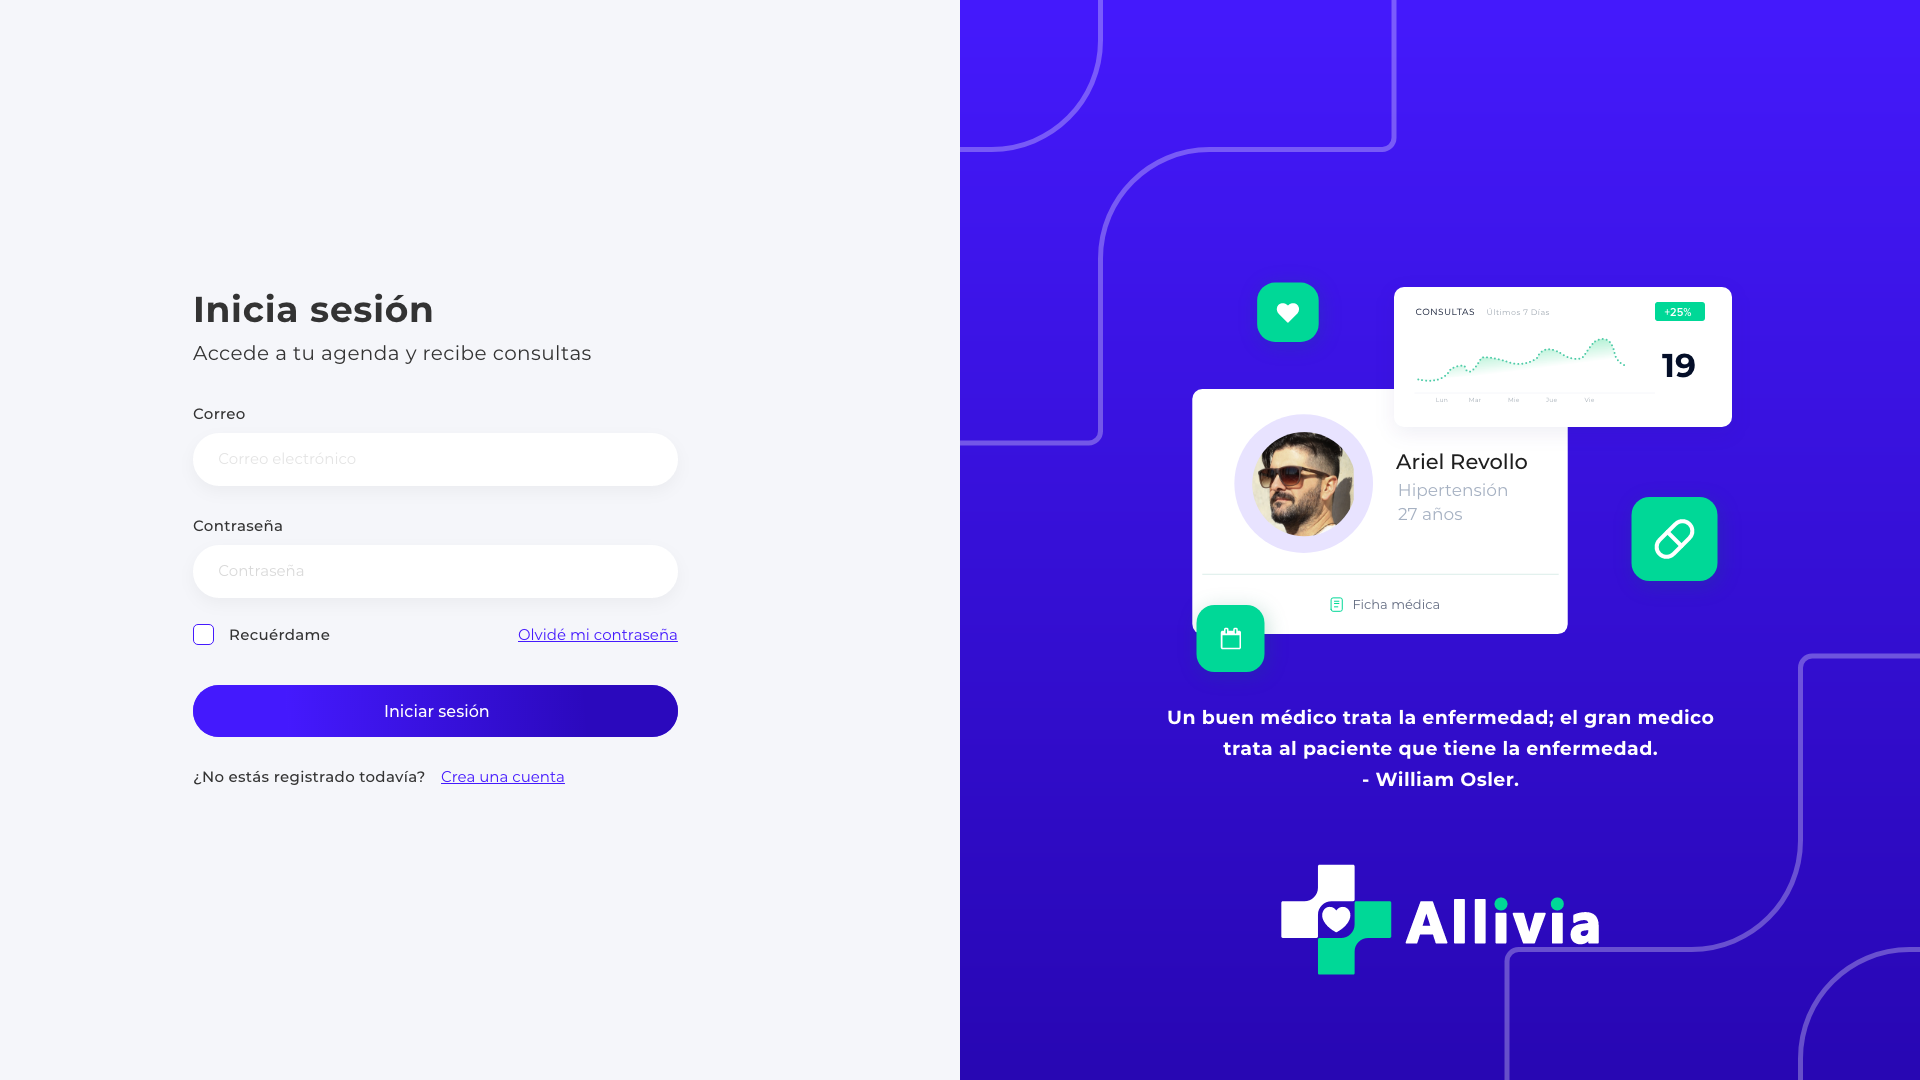 Inicia sesión
Accede a tu agenda y recibe consultas
Correo
Correo electrónico
Contraseña
Contraseña
Recuérdame
Olvidé mi contraseña
Iniciar sesión
¿No estás registrado todavía? Crea una cuenta
CONSULTAS Últimos 7 Días
+25%
19
Lun Mar Mie Jue Vie
Ariel Revollo
Hipertensión
27 años
Ficha médica
Un buen médico trata la enfermedad; el gran medico
trata al paciente que tiene la enfermedad.
- William Osler.
Allivia